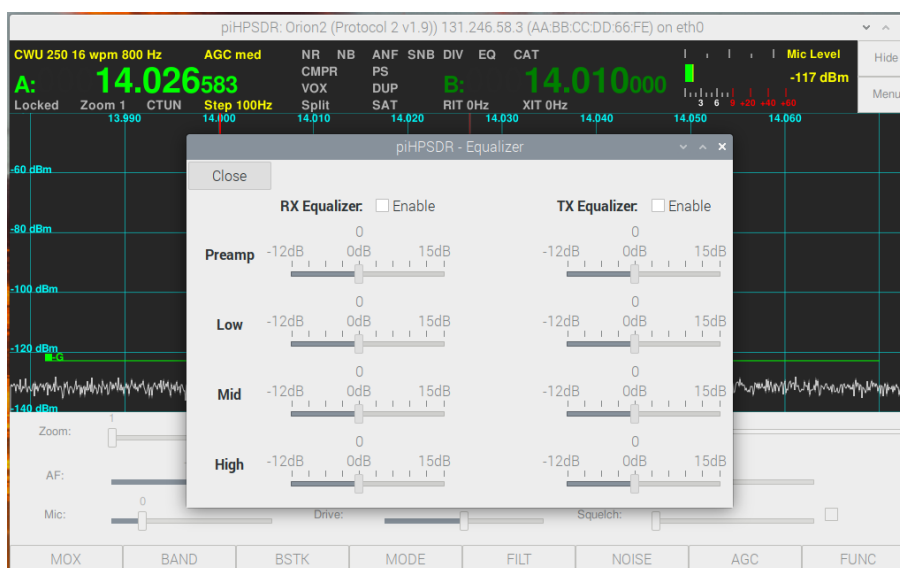 piHPSDR: Orion2 (Protocol 2 v1.9)) 131.246.58.3 (AA:BB:CC:DD:66:FE) on eth0
CWU 250 16 wpm 800 Hz AGC med NR NB ANF SNB DIV EQ CAT Mic Level Hide
CMPR PS
A: 14.026583 VOX DUP B: 14.010000 -117 dBm
Locked Zoom 1 CTUN Step 100Hz Split SAT RIT 0Hz XIT 0Hz 3 6 9 +20 +40 +60 Menu
13.990 14.000 14.010 14.020 14.030 14.040 14.050 14.060
piHPSDR - Equalizer
-60 dBm
Close
RX Equalizer: Enable TX Equalizer: Enable
-80 dBm
0 0
Preamp -12dB 0dB 15dB -12dB 0dB 15dB
-100 dBm
0 0
Low -12dB 0dB 15dB -12dB 0dB 15dB
-120 dBm
-G
0 0
Mid -12dB 0dB 15dB -12dB 0dB 15dB
-140 dBm
1
Zoom:
0 0
High -12dB 0dB 15dB -12dB 0dB 15dB
AF:
0
Mic: Drive: Squelch:
MOX BAND BSTK MODE FILT NOISE AGC FUNC